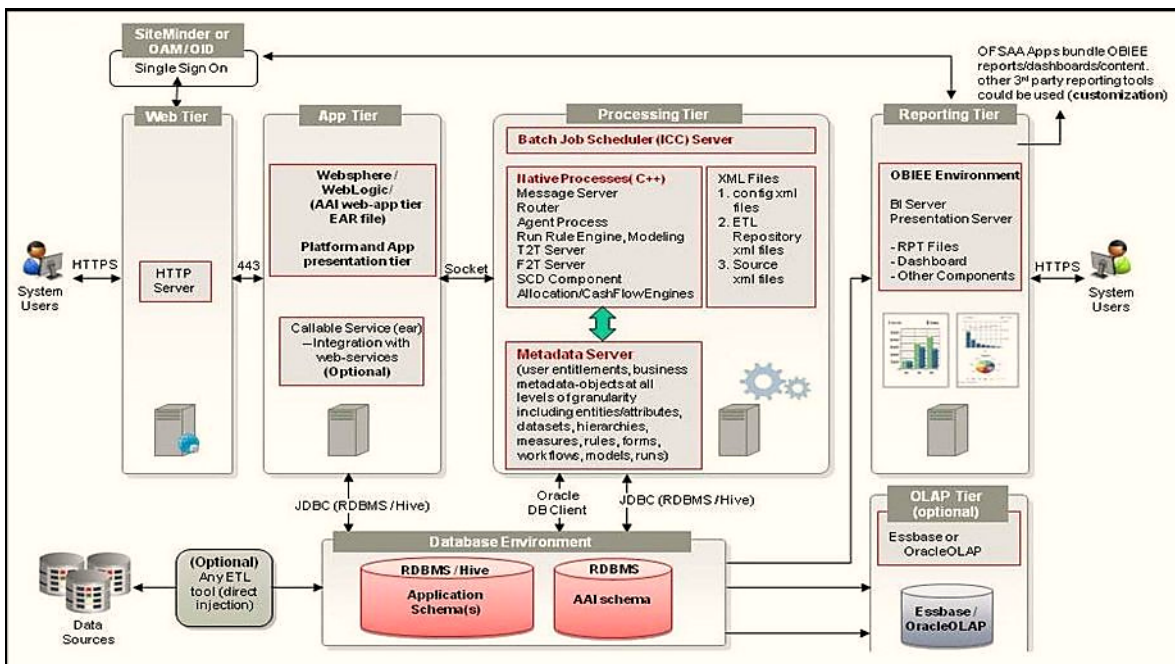 SiteMinder or
OAM/OID
Single Sign On
OFSAA Apps bundle OBIEE
reports/dashboards/content.
other 3rd party reporting tools
could be used (customization)
Web Tier
App Tier
Processing Tier
Reporting Tier
System
Users
HTTPS
HTTP
Server
443
Websphere /
WebLogic/
(AAI web-app tier
EAR file)
Platform and App
presentation tier
Callable Service (ear)
–Integration with
web-services
(Optional)
Socket
Batch Job Scheduler (ICC) Server
Native Processes( C++)
Message Server
Router
Agent Process
Run Rule Engine, Modeling
T2T Server
F2T Server
SCD Component
Allocation/CashFlowEngines
XML Files
1. config xml
files
2. ETL
Repository
xml files
3. Source
xml files
Metadata Server
(user entitlements, business
metadata-objects at all
levels of granularity
including entities/attributes,
datasets, hierarchies,
measures, rules, forms,
workflows, models, runs)
OBIEE Environment
BI Server
Presentation Server
- RPT Files
- Dashboard
- Other Components
HTTPS
System
Users
JDBC (RDBMS /Hive)
Oracle
DB Client
JDBC (RDBMS /Hive)
OLAP Tier
(optional)
Essbase or
OracleOLAP
Essbase /
OracleOLAP
Database Environment
RDBMS / Hive
Application
Schema(s)
RDBMS
AAI schema
(Optional)
Any ETL
tool (direct
injection)
Data
Sources